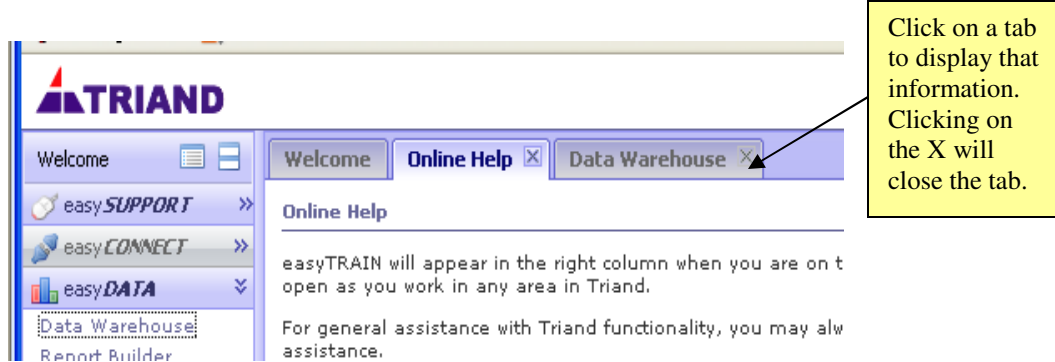 Click on a tab
to display that
information.
Clicking on
the X will
close the tab.
TRIAND
Welcome
Welcome
Online Help
Data Warehouse
easySUPPORT
easyCONNECT
easyDATA
Data Warehouse
Report Builder
Online Help
easyTRAIN will appear in the right column when you are on t
open as you work in any area in Triand.
For general assistance with Triand functionality, you may alw
assistance.